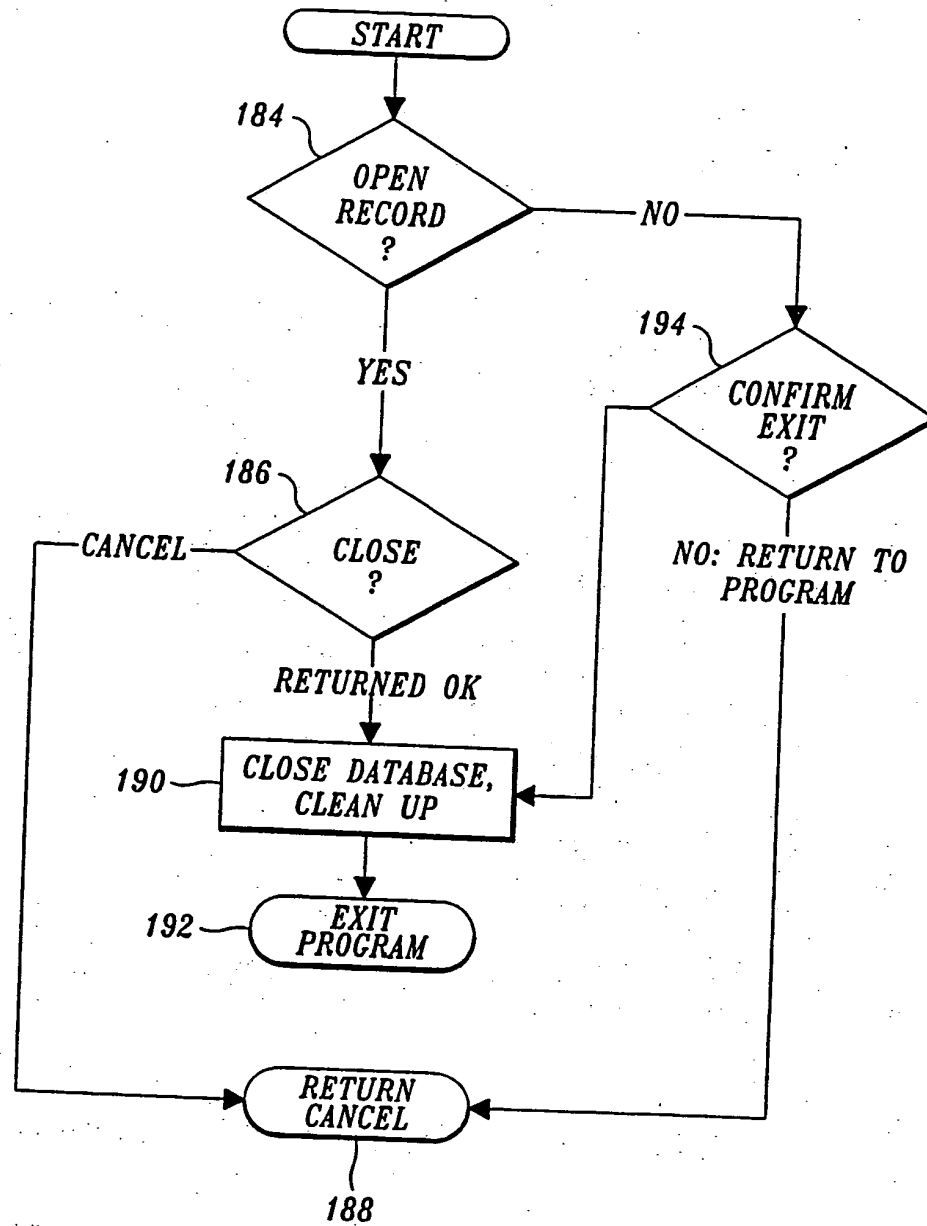 START
184
OPEN
RECORD
?
NO
YES
194
CONFIRM
EXIT
?
186
CANCEL
CLOSE
?
NO: RETURN TO
PROGRAM
RETURNED OK
190
CLOSE DATABASE,
CLEAN UP
192
EXIT
PROGRAM
RETURN
CANCEL
188